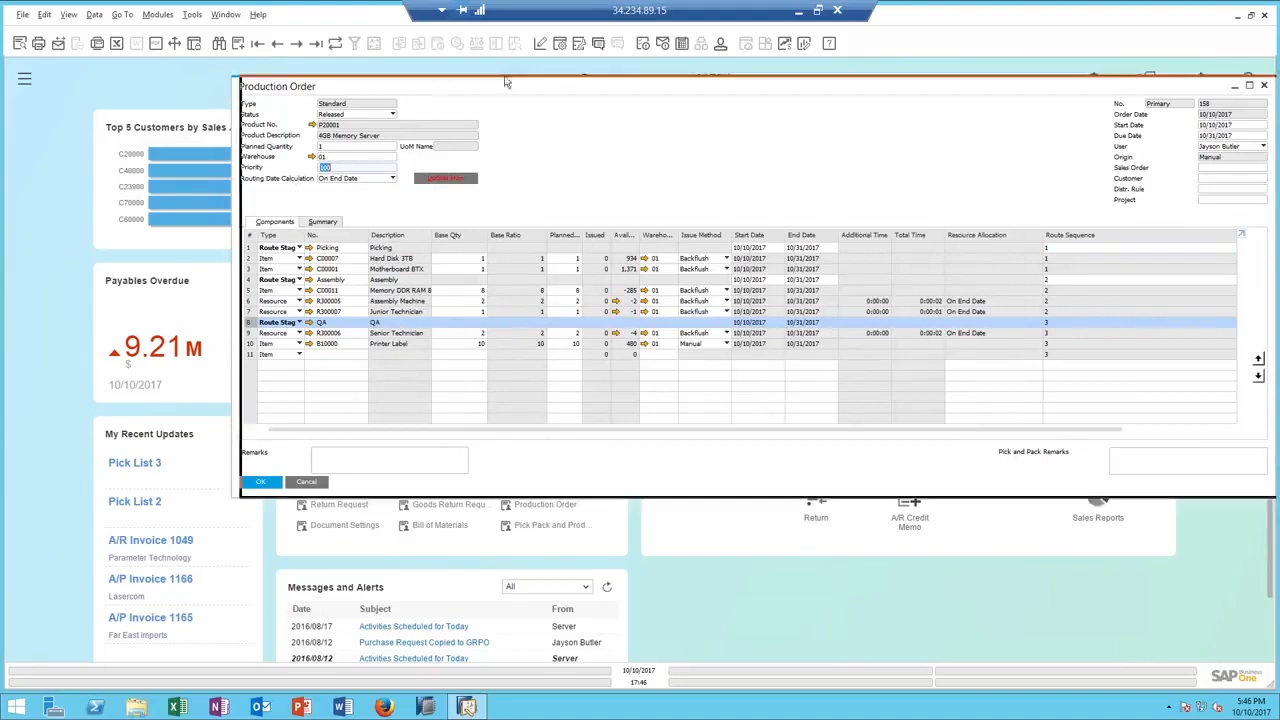 34.234.89.15
File Edit View Data Go To Modules Tools Window Help
Top 5 Customers by Sales A
C20000
C40000
C23900
C70000
C60000
Payables Overdue
9.21 M
$
10/10/2017
My Recent Updates
Pick List 3
Pick List 2
A/R Invoice 1049
Parameter Technology
A/P Invoice 1166
Lasercom
A/P Invoice 1165
Far East Imports
Production Order
Type Standard
Status Released
Product No. P20001
Product Description 4GB Memory Server
Planned Quantity 1 UoM Name
Warehouse 01
Priority 100
Routing Date Calculation On End Date
No. Primary 158
Order Date 10/10/2017
Start Date 10/10/2017
Due Date 10/31/2017
User Jayson Butler
Origin Manual
Sales Order
Customer
Distr. Rule
Project
Components Summary
# Type No. Description Base Qty Base Ratio Planned... Issued Avail... Wareho... Issue Method Start Date End Date Additional Time Total Time Resource Allocation Route Sequence
1 Route Stag Picking Picking 10/10/2017 10/31/2017 1
2 Item C00007 Hard Disk 3TB 1 1 1 0 934 01 Backflush 10/10/2017 10/31/2017 1
3 Item C00001 Motherboard BTX 1 1 1 0 1,371 01 Backflush 10/10/2017 10/31/2017 1
4 Route Stag Assembly Assembly 10/10/2017 10/31/2017 2
5 Item C00011 Memory DDR RAM 8 8 8 8 0 -285 01 Backflush 10/10/2017 10/31/2017 2
6 Resource R300005 Assembly Machine 2 2 2 0 -2 01 Backflush 10/10/2017 10/31/2017 0:00:00 0:00:02 On End Date 2
7 Resource R300007 Junior Technician 1 1 1 0 -1 01 Backflush 10/10/2017 10/31/2017 0:00:00 0:00:01 On End Date 2
8 Route Stag QA QA 10/10/2017 10/31/2017 3
9 Resource R300006 Senior Technician 2 2 2 0 -4 01 Backflush 10/10/2017 10/31/2017 0:00:00 0:00:02 On End Date 3
10 Item B10000 Printer Label 10 10 10 0 480 01 Manual 10/10/2017 10/31/2017 3
11 Item 0 0 3
Remarks
Pick and Pack Remarks
OK Cancel
Return Request Goods Return Requ... Production Order
Document Settings Bill of Materials Pick Pack and Prod...
Return
A/R Credit
Memo
Sales Reports
Messages and Alerts All
Date Subject From
2016/08/17 Activities Scheduled for Today Server
2016/08/12 Purchase Request Copied to GRPO Jayson Butler
2016/08/12 Activities Scheduled for Today Server
10/10/2017
17:46
SAP Business One
5:46 PM
10/10/2017